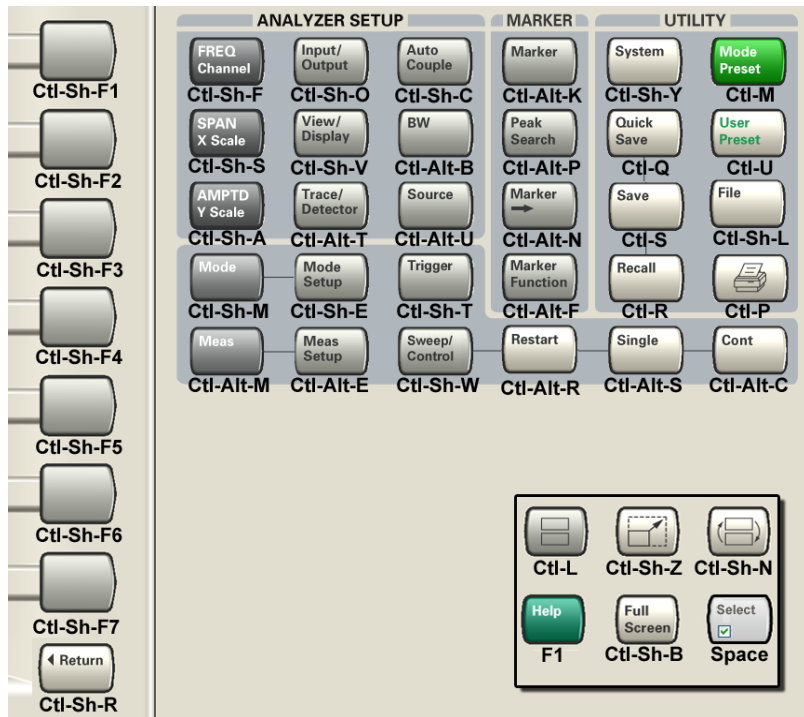 ANALYZER SETUP MARKER UTILITY
FREQ Channel Input/ Output Auto Couple Marker System Mode Preset
Ctl-Sh-F1 Ctl-Sh-F Ctl-Sh-O Ctl-Sh-C Ctl-Alt-K Ctl-Sh-Y Ctl-M
SPAN X Scale View/ Display BW Peak Search Quick Save User Preset
Ctl-Sh-F2 Ctl-Sh-S Ctl-Sh-V Ctl-Alt-B Ctl-Alt-P Ctl-Q Ctl-U
AMPTD Y Scale Trace/ Detector Source Marker Save File
Ctl-Sh-A Ctl-Alt-T Ctl-Alt-U Ctl-Alt-N Ctl-S Ctl-Sh-L
Ctl-Sh-F3 Mode Mode Setup Trigger Marker Function Recall
Ctl-Sh-M Ctl-Sh-E Ctl-Sh-T Ctl-Alt-F Ctl-R Ctl-P
Ctl-Sh-F4 Meas Meas Setup Sweep/ Control Restart Single Cont
Ctl-Alt-M Ctl-Alt-E Ctl-Sh-W Ctl-Alt-R Ctl-Alt-S Ctl-Alt-C
Ctl-Sh-F5
Ctl-Sh-F6
Ctl-L Ctl-Sh-Z Ctl-Sh-N
Ctl-Sh-F7
Help Full Screen Select
F1 Ctl-Sh-B Space
Return
Ctl-Sh-R